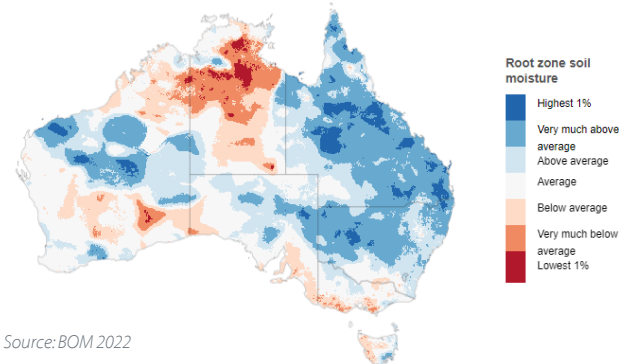 Root zone soil
moisture
Highest 1%
Very much above
average
Above average
Average
Below average
Very much below
average
Lowest 1%
Source: BOM 2022